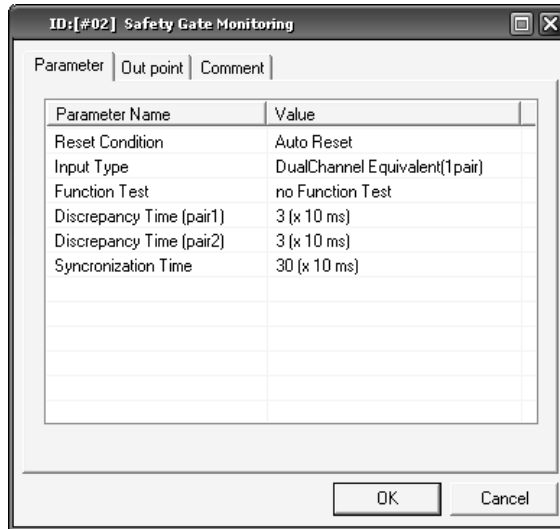 ID:[#02] Safety Gate Monitoring
Parameter Out point Comment
Parameter Name Value
Reset Condition Auto Reset
Input Type DualChannel Equivalent(1pair)
Function Test no Function Test
Discrepancy Time (pair1) 3 (x 10 ms)
Discrepancy Time (pair2) 3 (x 10 ms)
Syncronization Time 30 (x 10 ms)
OK Cancel